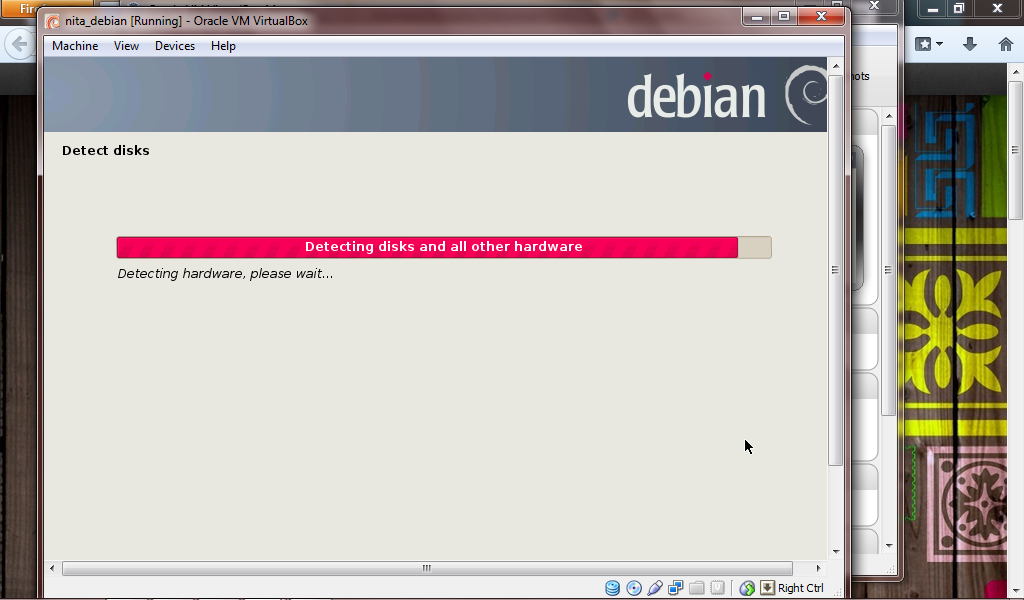 Fir
nita_debian [Running] - Oracle VM VirtualBox
Machine View Devices Help
debian
Detect disks
Detecting disks and all other hardware
Detecting hardware, please wait...
Right Ctrl